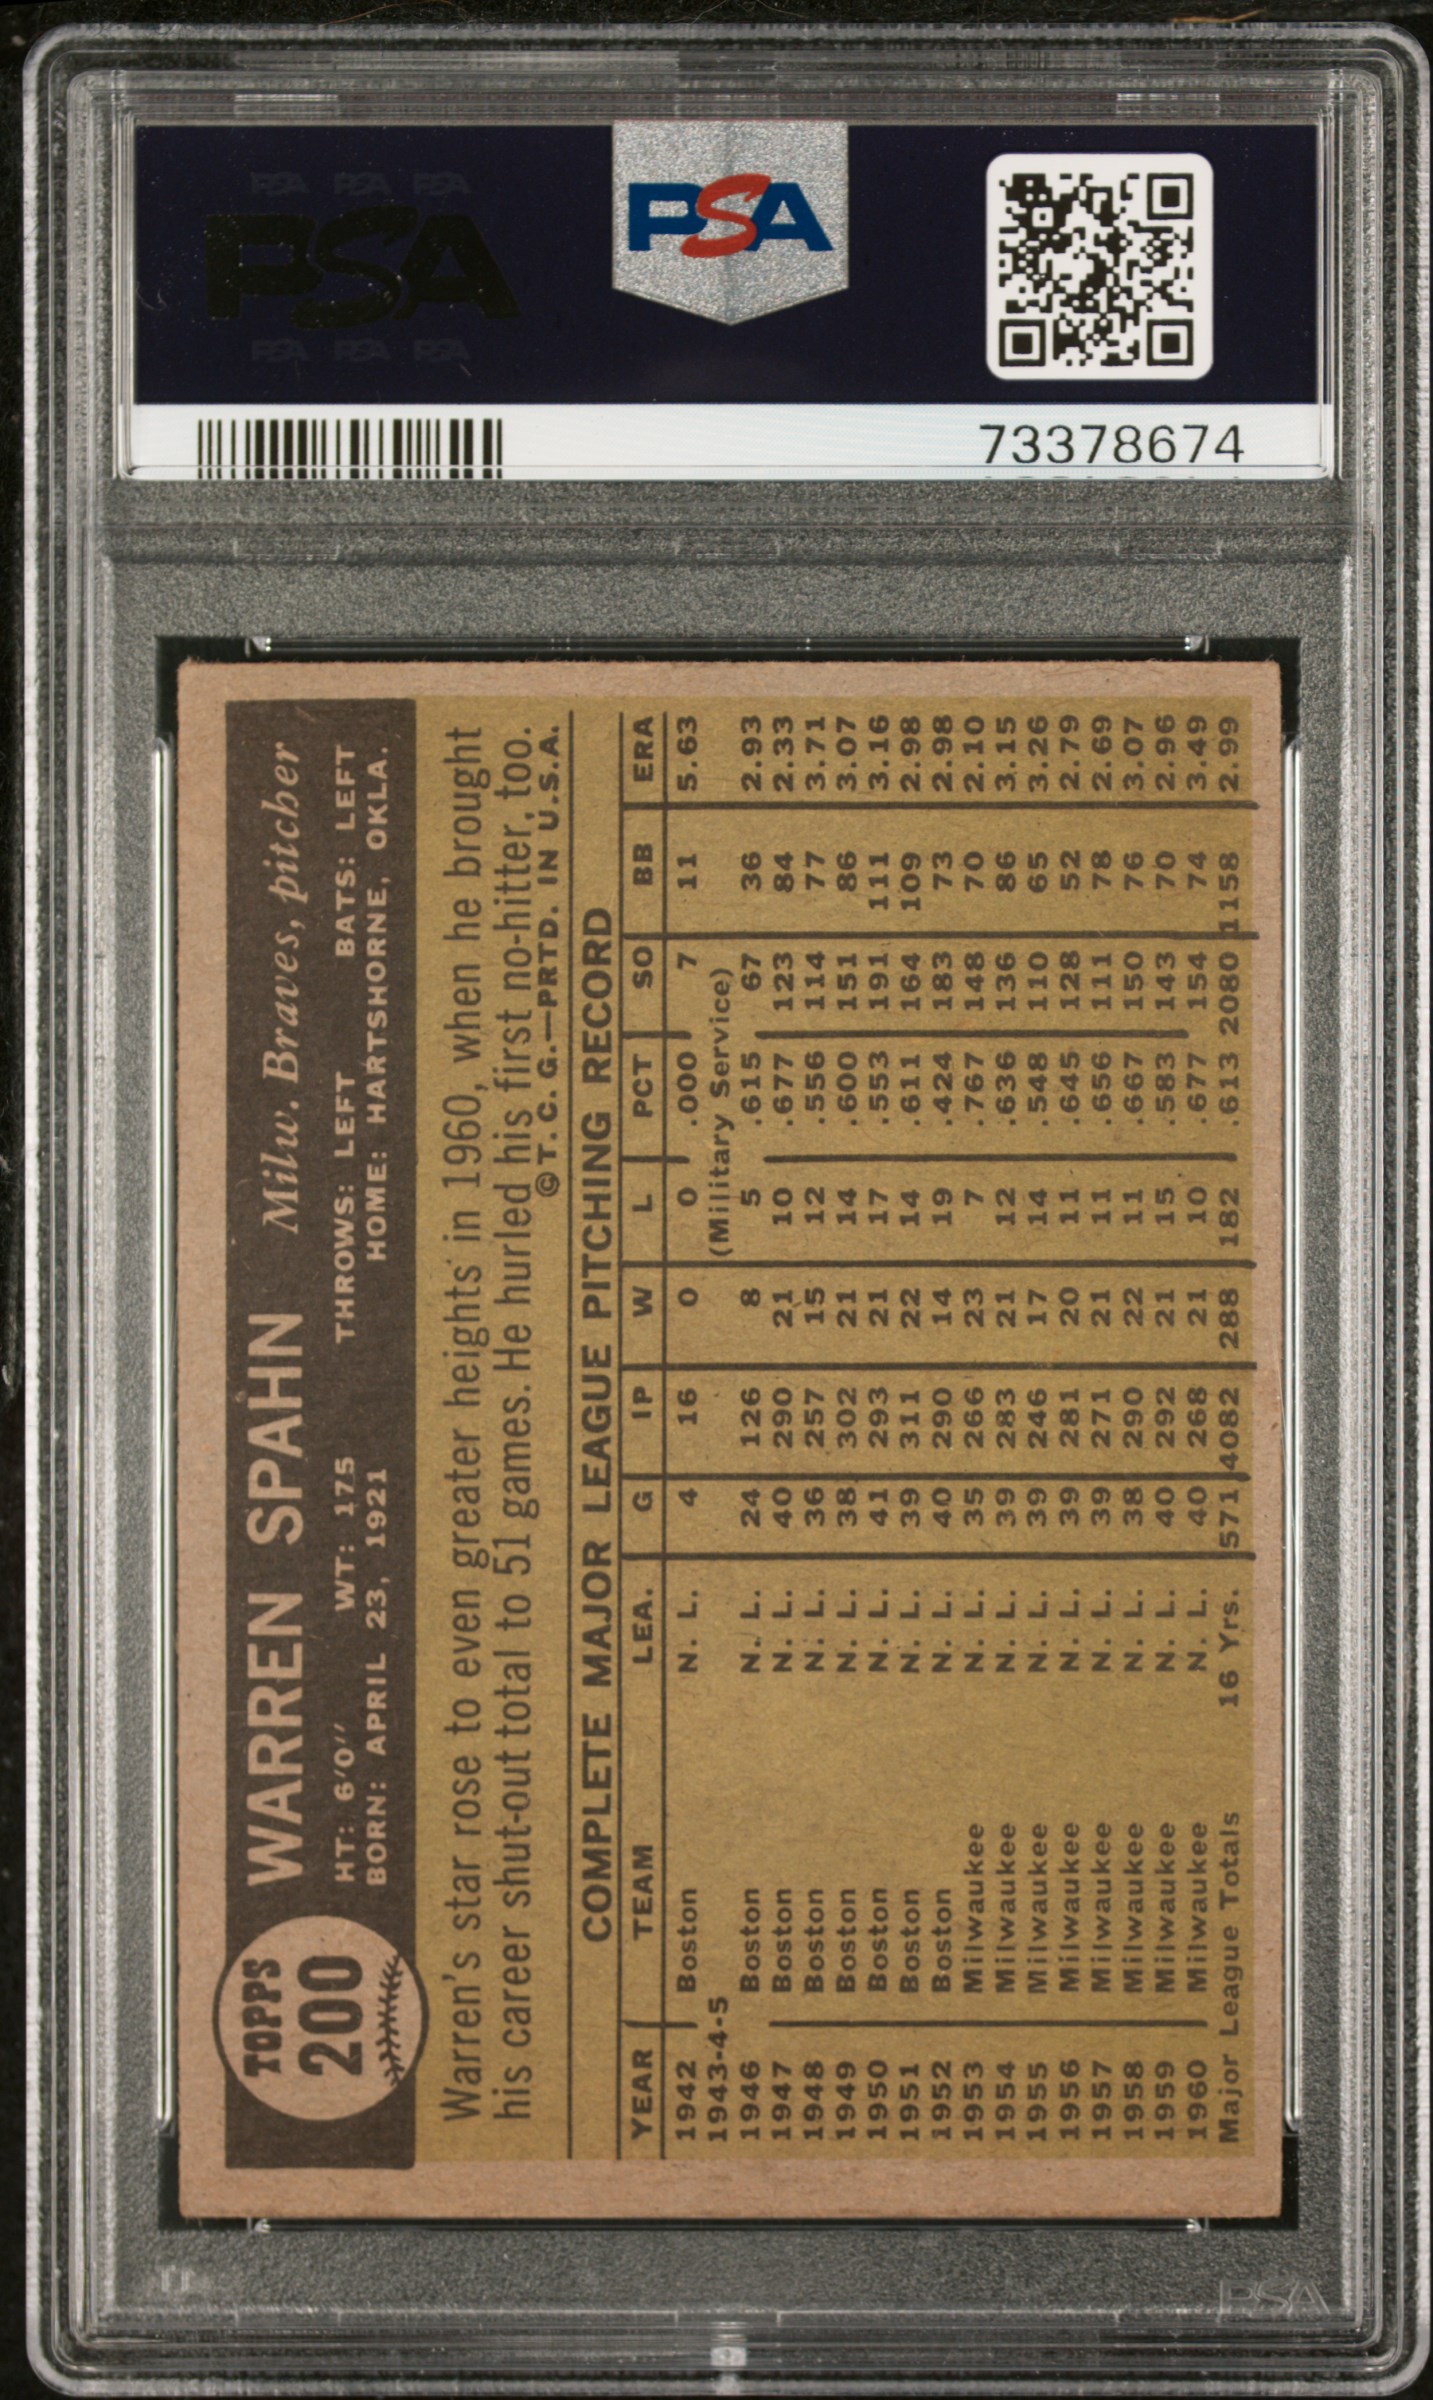 PSA PSA PSA
PSA
PSA PSA PSA
PSA
73378674
TOPPS
200
WARREN SPAHN Milw. Braves, pitcher
HT: 6'0" WT: 175 THROWS: LEFT BATS: LEFT
BORN: APRIL 23, 1921 HOME: HARTSHORNE, OKLA.
Warren's star rose to even greater heights in 1960, when he brought
his career shut-out total to 51 games. He hurled his first no-hitter, too.
© T. C. G.—PRTD. IN U.S.A.
COMPLETE MAJOR LEAGUE PITCHING RECORD
YEAR TEAM LEA. G IP W L PCT SO BB ERA
1942 Boston N. L. 4 16 0 0 .000 7 11 5.63
1943-4-5 (Military Service)
1946 Boston N. L. 24 126 8 5 .615 67 36 2.93
1947 Boston N. L. 40 290 21 10 .677 123 84 2.33
1948 Boston N. L. 36 257 15 12 .556 114 77 3.71
1949 Boston N. L. 38 302 21 14 .600 151 86 3.07
1950 Boston N. L. 41 293 21 17 .553 191 111 3.16
1951 Boston N. L. 39 311 22 14 .611 164 109 2.98
1952 Boston N. L. 40 290 14 19 .424 183 73 2.98
1953 Milwaukee N. L. 35 266 23 7 .767 148 70 2.10
1954 Milwaukee N. L. 39 283 21 12 .636 136 86 3.15
1955 Milwaukee N. L. 39 246 17 14 .548 110 65 3.26
1956 Milwaukee N. L. 39 281 20 11 .645 128 52 2.79
1957 Milwaukee N. L. 39 271 21 11 .656 111 78 2.69
1958 Milwaukee N. L. 38 290 22 11 .667 150 76 3.07
1959 Milwaukee N. L. 40 292 21 15 .583 143 70 2.96
1960 Milwaukee N. L. 40 268 21 10 .677 154 74 3.49
Major League Totals 16 Yrs. 571 4082 288 182 .613 2080 1158 2.99
PSA